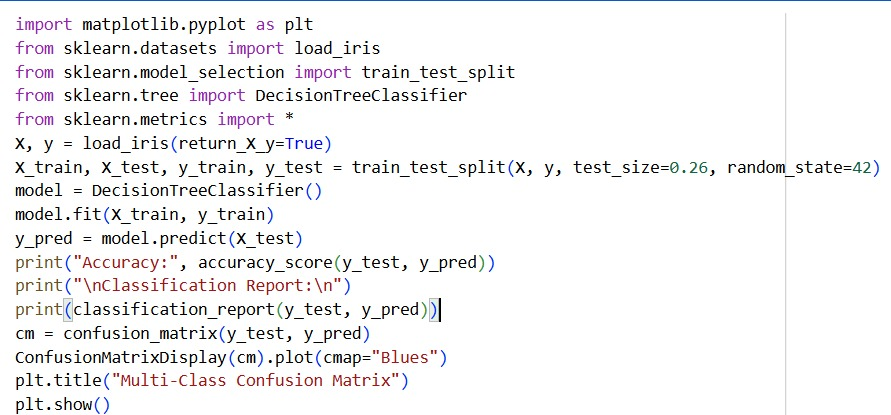 import matplotlib.pyplot as plt
from sklearn.datasets import load_iris
from sklearn.model_selection import train_test_split
from sklearn.tree import DecisionTreeClassifier
from sklearn.metrics import *
X, y = load_iris(return_X_y=True)
X_train, X_test, y_train, y_test = train_test_split(X, y, test_size=0.26, random_state=42)
model = DecisionTreeClassifier()
model.fit(X_train, y_train)
y_pred = model.predict(X_test)
print("Accuracy:", accuracy_score(y_test, y_pred))
print("\nClassification Report:\n")
print(classification_report(y_test, y_pred))
cm = confusion_matrix(y_test, y_pred)
ConfusionMatrixDisplay(cm).plot(cmap="Blues")
plt.title("Multi-Class Confusion Matrix")
plt.show()